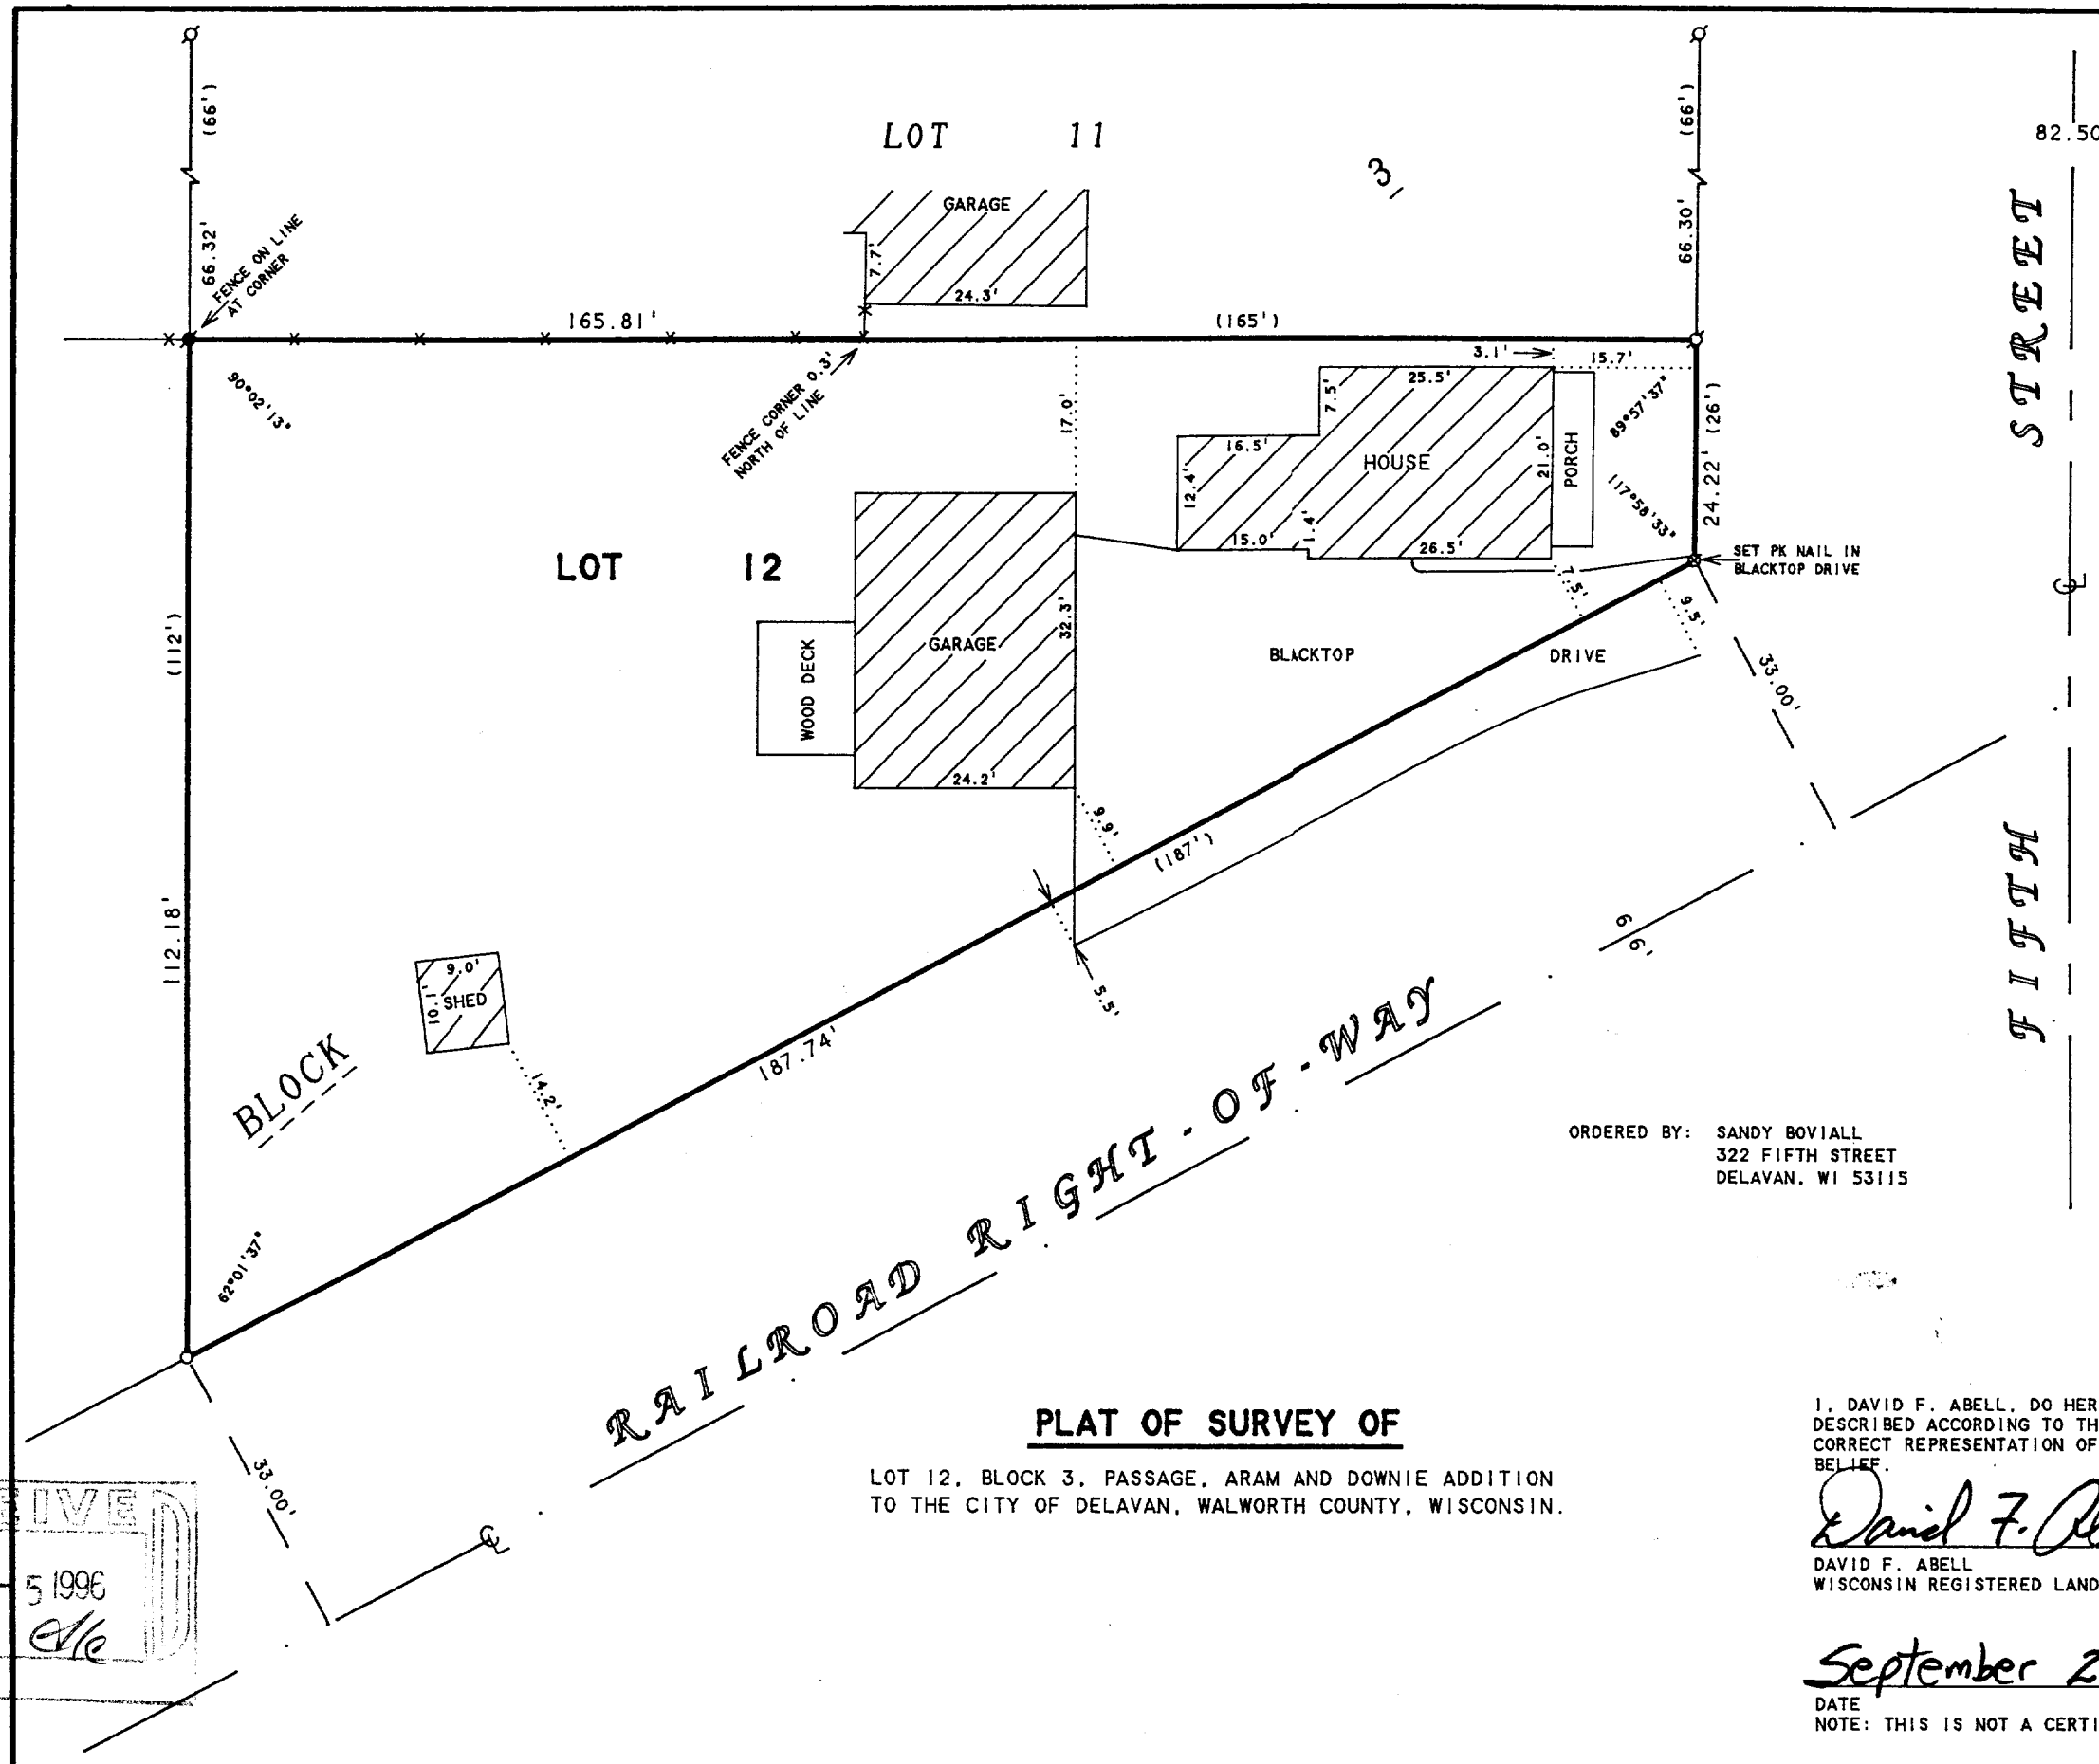 (66')
66.32'
FENCE ON LINE
AT CORNER
LOT 11
3
GARAGE
7.7'
24.3'
(66')
66.30'
82.50
STREET
165.81'
(165')
90°02'13"
FENCE CORNER 0.3'
NORTH OF LINE
17.0'
3.1'
15.7'
25.5'
7.5'
16.5'
12.4'
HOUSE
21.0'
PORCH
15.0'
1.4'
26.5'
89°57'37"
117°58'33"
24.22' (26')
SET PK NAIL IN
BLACKTOP DRIVE
7.5'
9.5'
33.00'
LOT 12
(112')
112.18'
WOOD DECK
GARAGE
32.3'
24.2'
BLACKTOP DRIVE
9.9'
(187')
5.5'
187.74'
66'
FIFTH
9.0'
10.1'
SHED
14.2'
BLOCK
62°01'37"
RAILROAD RIGHT-OF-WAY
33.00'
ORDERED BY: SANDY BOVIALL
322 FIFTH STREET
DELAVAN, WI 53115
PLAT OF SURVEY OF
LOT 12, BLOCK 3, PASSAGE, ARAM AND DOWNIE ADDITION
TO THE CITY OF DELAVAN, WALWORTH COUNTY, WISCONSIN.
EIVED
5 1996
I, DAVID F. ABELL, DO HER
DESCRIBED ACCORDING TO TH
CORRECT REPRESENTATION OF
BELIEF.
David F.
DAVID F. ABELL
WISCONSIN REGISTERED LAND
September 2
DATE
NOTE: THIS IS NOT A CERTI